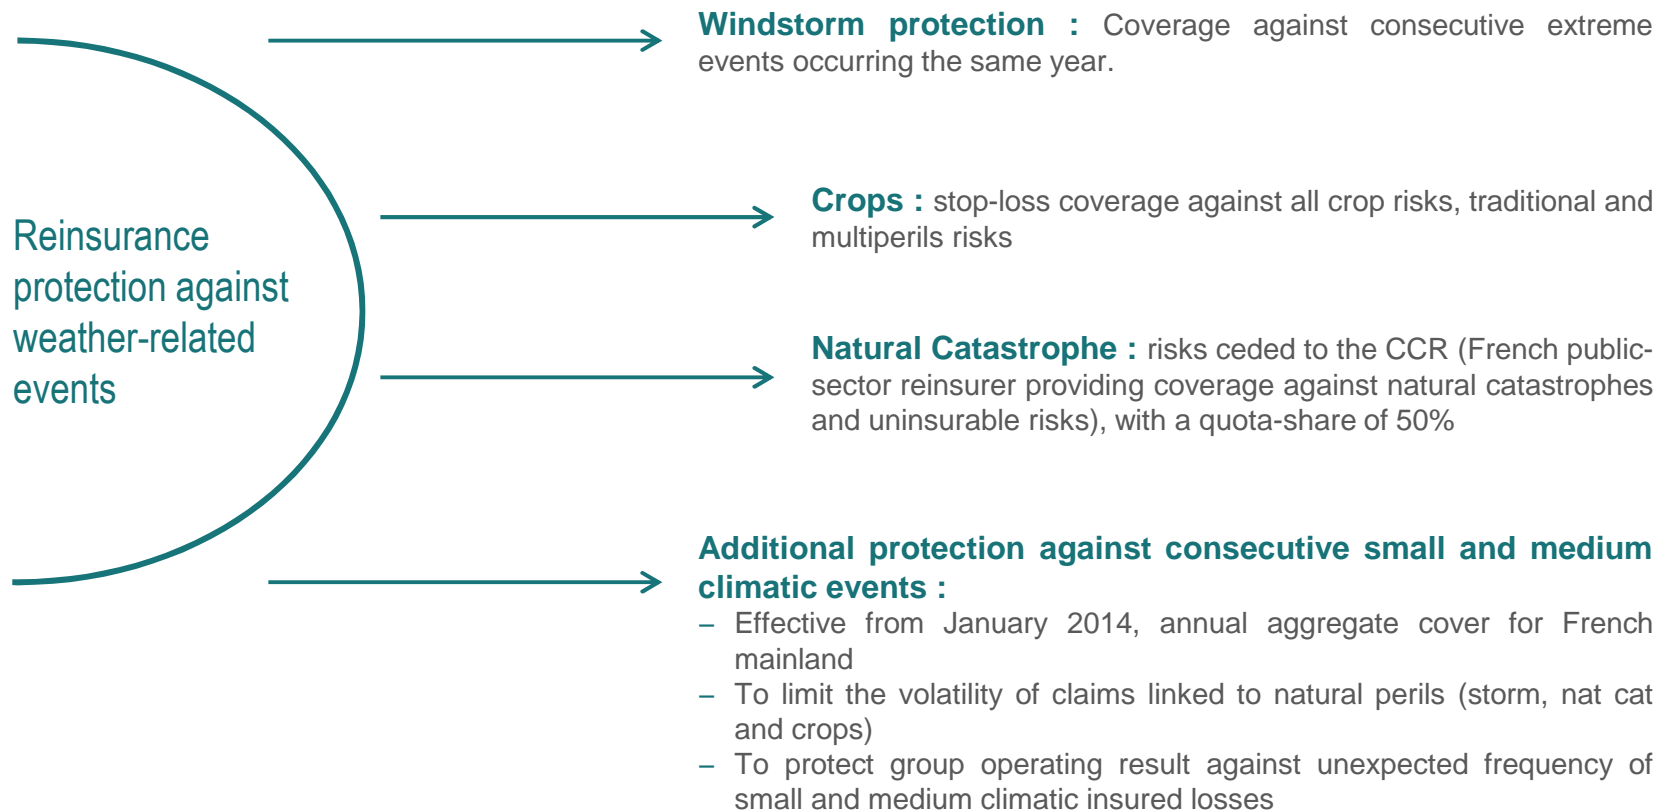 Reinsurance
protection against
weather-related
events
Windstorm protection : Coverage against consecutive extreme
events occurring the same year.
Crops : stop-loss coverage against all crop risks, traditional and
multiperils risks
Natural Catastrophe : risks ceded to the CCR (French public-
sector reinsurer providing coverage against natural catastrophes
and uninsurable risks), with a quota-share of 50%
Additional protection against consecutive small and medium
climatic events :
– Effective from January 2014, annual aggregate cover for French
mainland
– To limit the volatility of claims linked to natural perils (storm, nat cat
and crops)
– To protect group operating result against unexpected frequency of
small and medium climatic insured losses